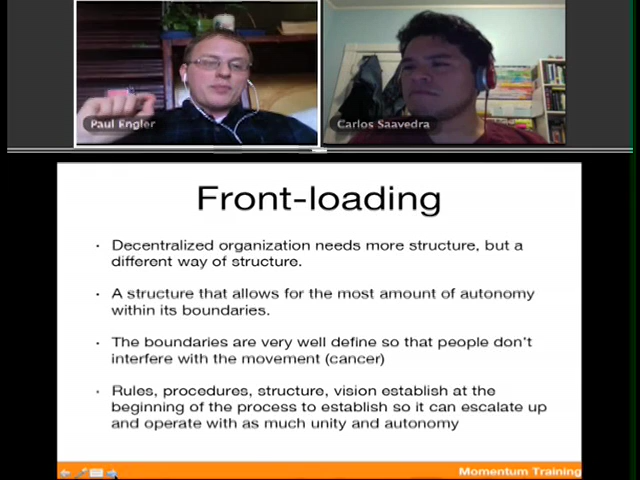 Paul Engler
Carlos Saavedra
Front-loading
· Decentralized organization needs more structure, but a
different way of structure.
· A structure that allows for the most amount of autonomy
within its boundaries.
· The boundaries are very well define so that people don't
interfere with the movement (cancer)
· Rules, procedures, structure, vision establish at the
beginning of the process to establish so it can escalate up
and operate with as much unity and autonomy
Momentum Training